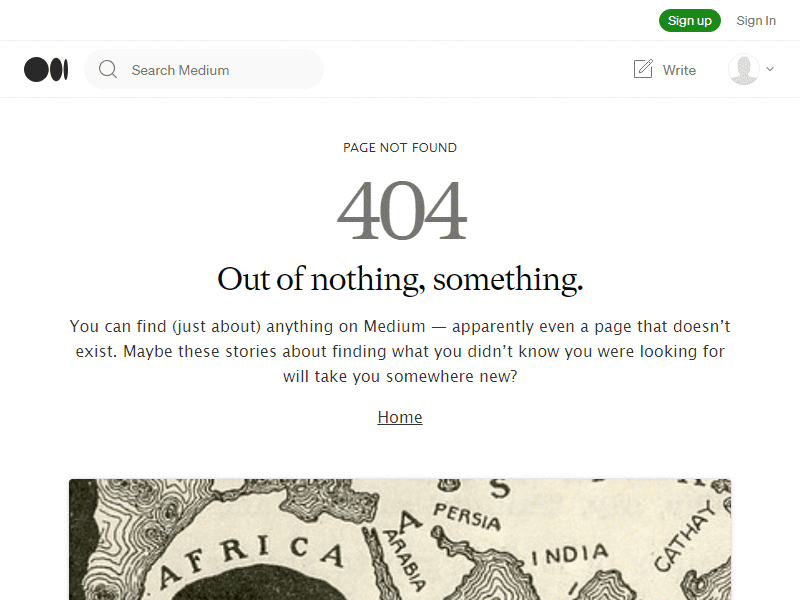 Sign up
Sign In
Search Medium
Write
PAGE NOT FOUND
404
Out of nothing, something.
You can find (just about) anything on Medium — apparently even a page that doesn’t
exist. Maybe these stories about finding what you didn’t know you were looking for
will take you somewhere new?
Home
AFRICA
ARABIA
PERSIA
INDIA
CATHAY